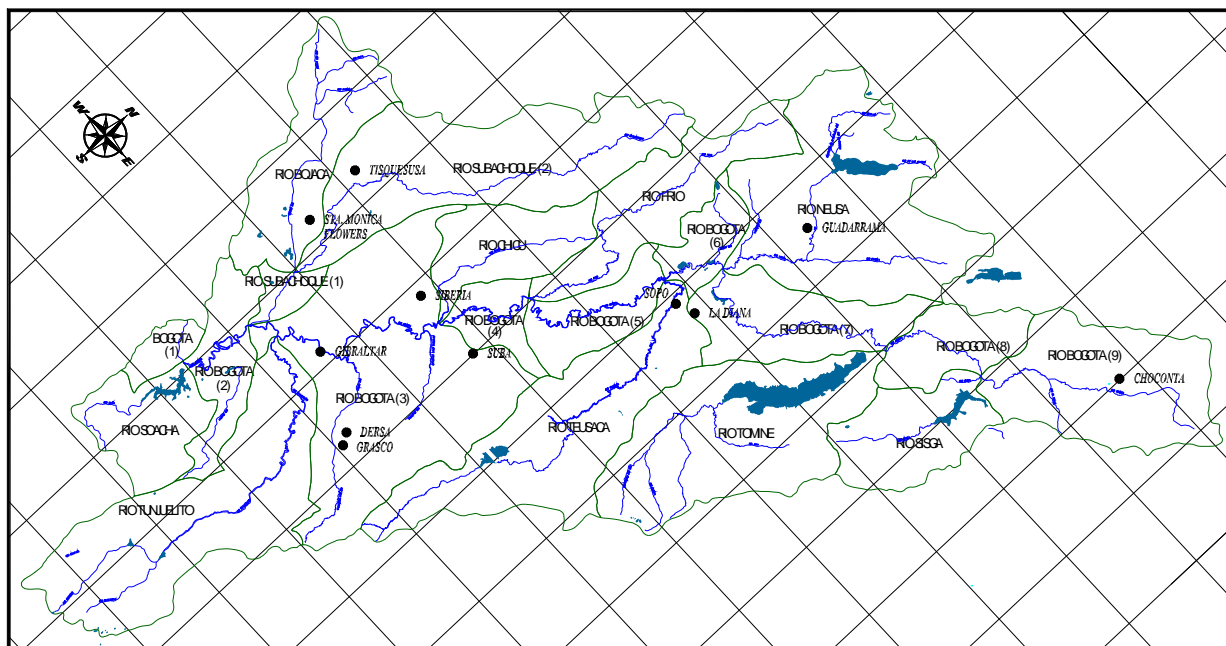 N
W
E
S
TISQUESUSA
RIO SUBACHOQUE (2)
RIO BOJACA
RIO FRIO
RIO NEUSA
STA. MONICA
FLOWERS
GUADARRAMA
RIO BOGOTA
(6)
RIO CHICU
RIO SUBACHOQUE (1)
SIBERIA
SOPO
LA DIANA
RIO BOGOTA
(4)
RIO BOGOTA (5)
RIO BOGOTA (7)
BOGOTA
(1)
GIBRALTAR
SUBA
RIO BOGOTA (8)
RIO BOGOTA (9)
RIO BOGOTA
(2)
CHOCONTA
RIO BOGOTA (3)
RIO SOACHA
DERSA
GRASCO
RIO TEUSACA
RIO TOMINE
RIO SISGA
RIO TUNJUELITO